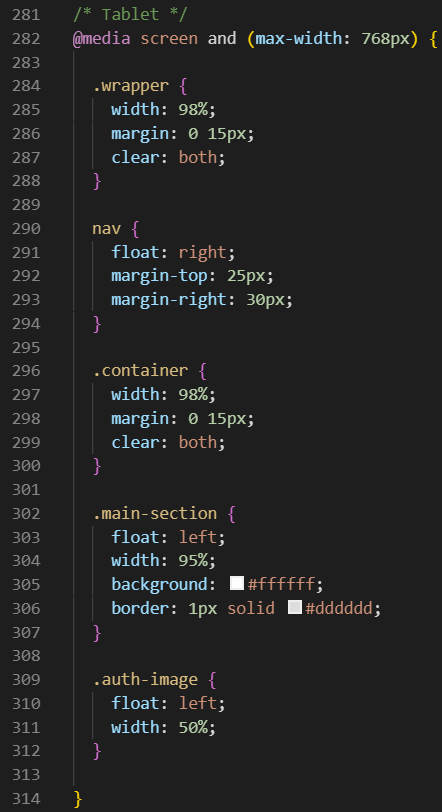 281 /* Tablet */
282 @media screen and (max-width: 768px) {
283
284   .wrapper {
285     width: 98%;
286     margin: 0 15px;
287     clear: both;
288   }
289
290   nav {
291     float: right;
292     margin-top: 25px;
293     margin-right: 30px;
294   }
295
296   .container {
297     width: 98%;
298     margin: 0 15px;
299     clear: both;
300   }
301
302   .main-section {
303     float: left;
304     width: 95%;
305     background: #ffffff;
306     border: 1px solid #dddddd;
307   }
308
309   .auth-image {
310     float: left;
311     width: 50%;
312   }
313
314 }